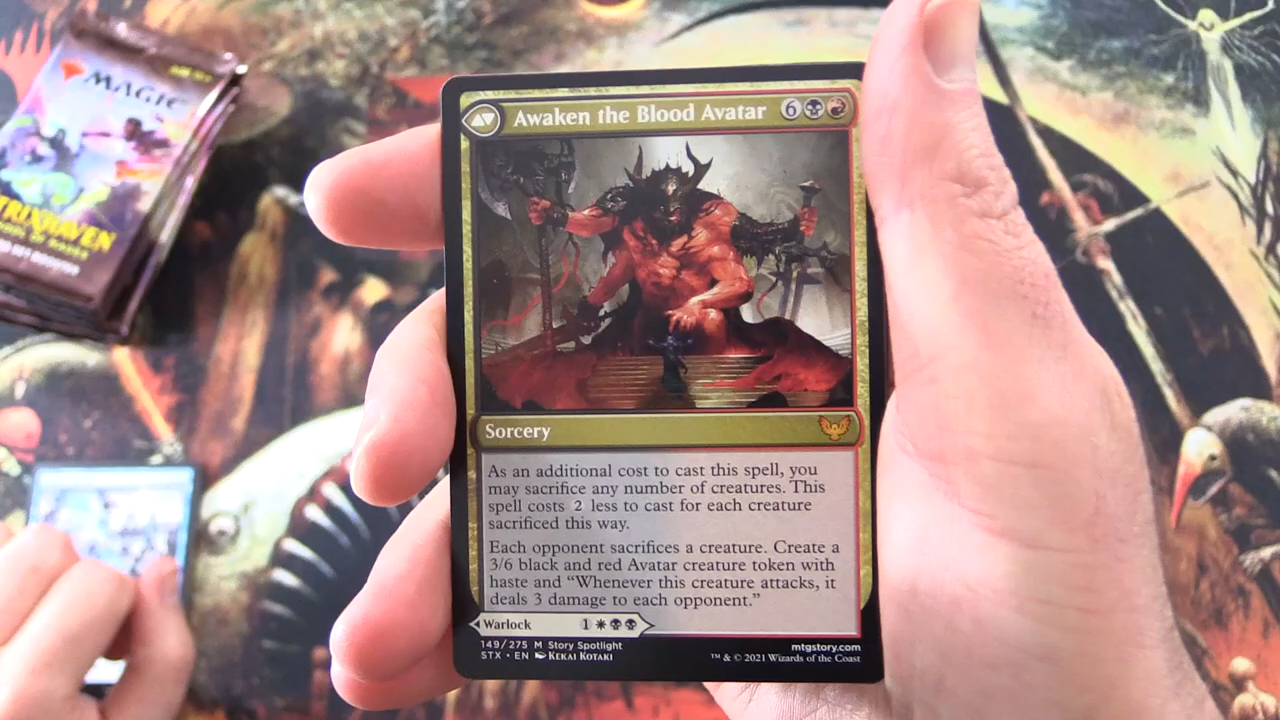 MAGIC
STRIXHAVEN
SCHOOL OF MAGES
Awaken the Blood Avatar 6
Sorcery
As an additional cost to cast this spell, you
may sacrifice any number of creatures. This
spell costs 2 less to cast for each creature
sacrificed this way.
Each opponent sacrifices a creature. Create a
3/6 black and red Avatar creature token with
haste and “Whenever this creature attacks, it
deals 3 damage to each opponent.”
Warlock 1
149/275 M Story Spotlight
STX • EN Kekai Kotaki
mtgstory.com
™ & © 2021 Wizards of the Coast